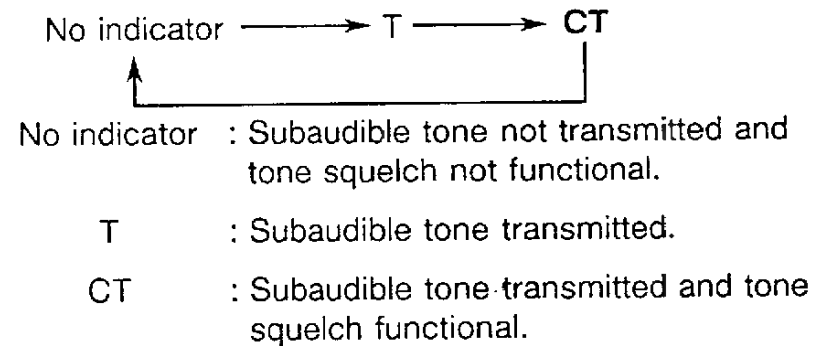 No indicator T CT
No indicator : Subaudible tone not transmitted and
tone squelch not functional.
T : Subaudible tone transmitted.
CT : Subaudible tone transmitted and tone
squelch functional.